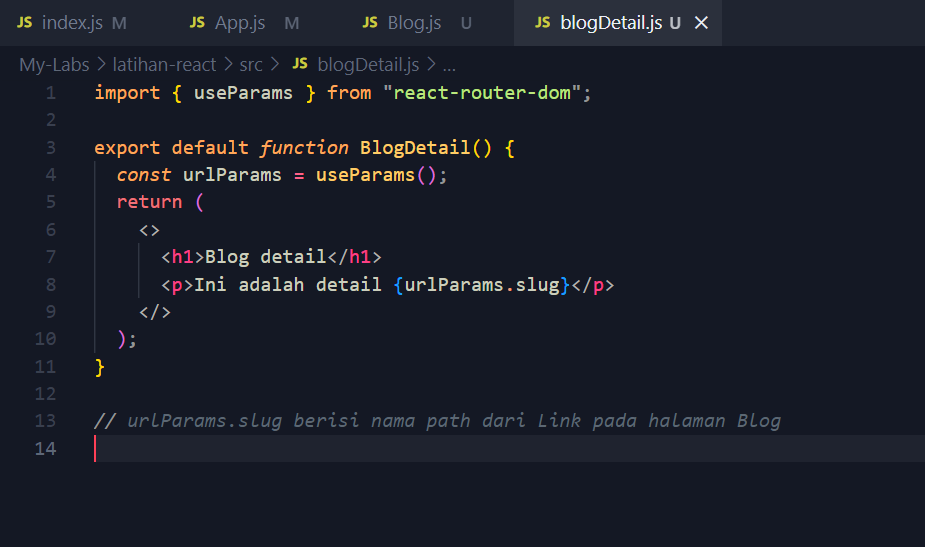 JS index.js M JS App.js M JS Blog.js U JS blogDetail.js U ×
My-Labs > latihan-react > src > JS blogDetail.js > ...
1 import { useParams } from "react-router-dom";
2
3 export default function BlogDetail() {
4 const urlParams = useParams();
5 return (
6 <>
7 <h1>Blog detail</h1>
8 <p>Ini adalah detail {urlParams.slug}</p>
9 </>
10 );
11 }
12
13 // urlParams.slug berisi nama path dari Link pada halaman Blog
14